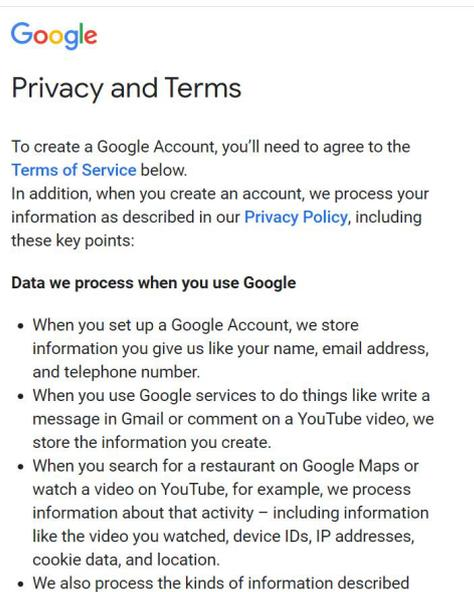 Google
Privacy and Terms
To create a Google Account, you’ll need to agree to the
Terms of Service below.
In addition, when you create an account, we process your
information as described in our Privacy Policy, including
these key points:
Data we process when you use Google
• When you set up a Google Account, we store
information you give us like your name, email address,
and telephone number.
• When you use Google services to do things like write a
message in Gmail or comment on a YouTube video, we
store the information you create.
• When you search for a restaurant on Google Maps or
watch a video on YouTube, for example, we process
information about that activity – including information
like the video you watched, device IDs, IP addresses,
cookie data, and location.
• We also process the kinds of information described